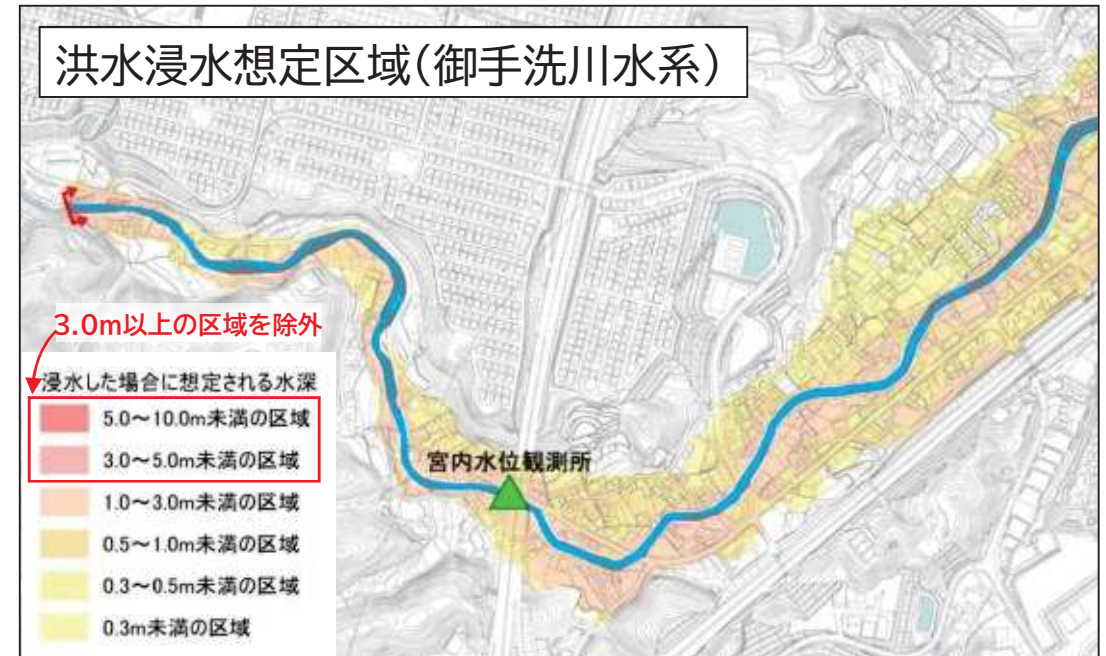 洪水浸水想定区域(御手洗川水系)
3.0m以上の区域を除外
浸水した場合に想定される水深
5.0～10.0m未満の区域
3.0～5.0m未満の区域
1.0～3.0m未満の区域
0.5～1.0m未満の区域
0.3～0.5m未満の区域
0.3m未満の区域
宮内水位観測所